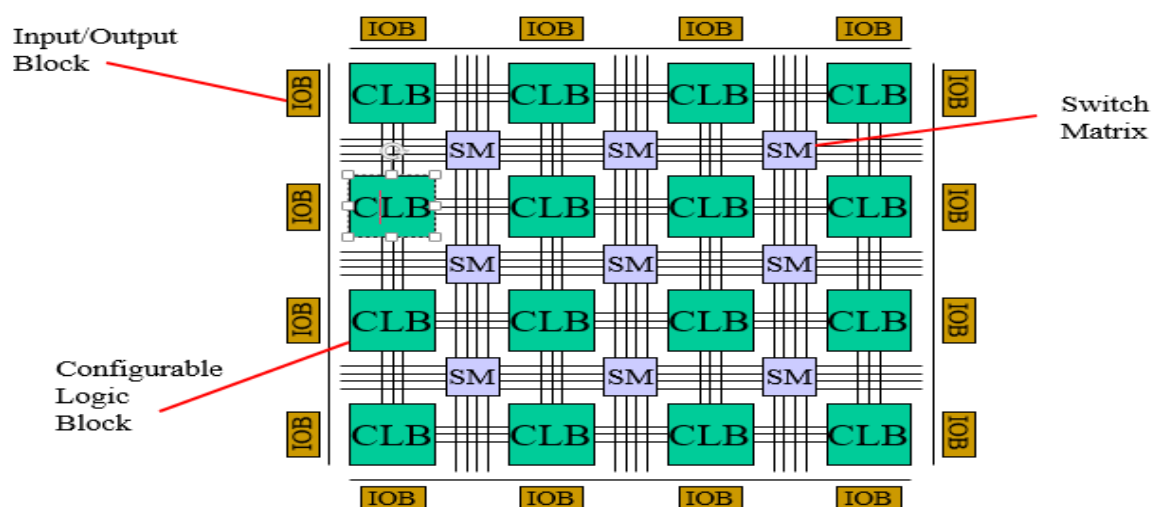 IOB IOB IOB IOB
Input/Output
Block
IOB CLB CLB CLB CLB IOB
Switch
Matrix
SM SM SM
IOB CLB CLB CLB CLB IOB
SM SM SM
IOB CLB CLB CLB CLB IOB
Configurable
Logic
Block
SM SM SM
IOB CLB CLB CLB CLB IOB
IOB IOB IOB IOB